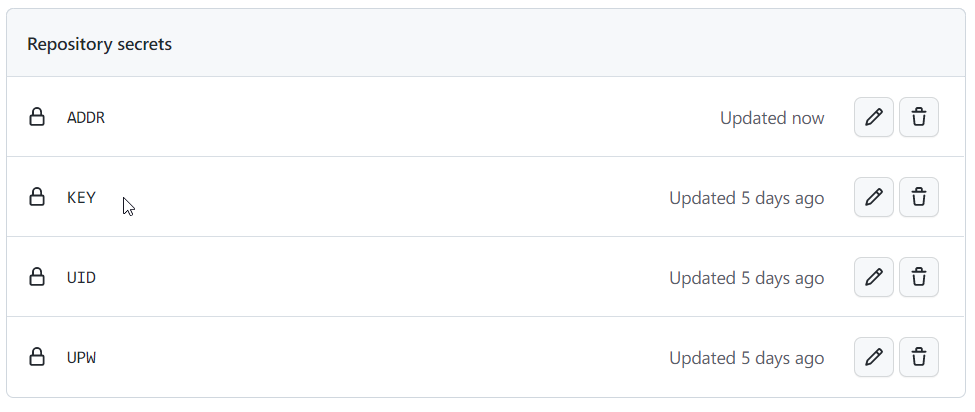 Repository secrets
ADDR Updated now
KEY Updated 5 days ago
UID Updated 5 days ago
UPW Updated 5 days ago